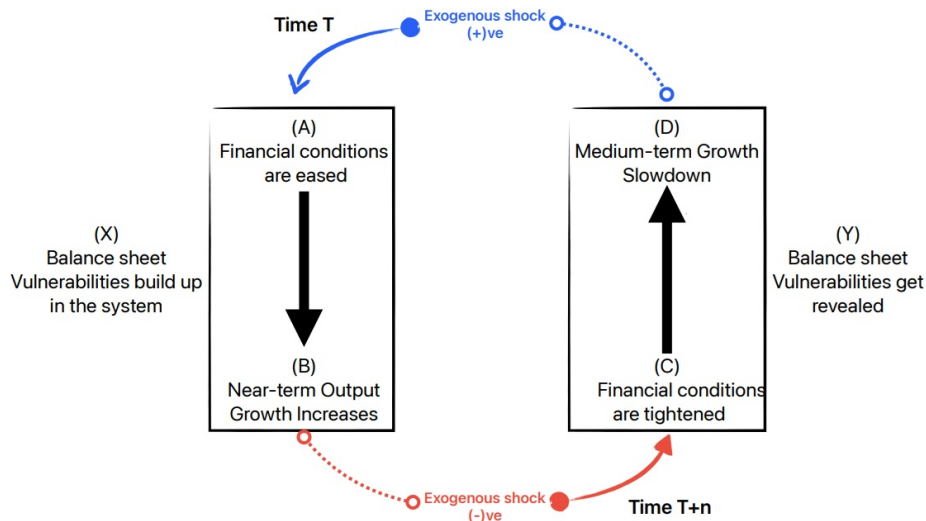 Time T
Exogenous shock
(+)ve
(A)
Financial conditions
are eased
(D)
Medium-term Growth
Slowdown
(X)
Balance sheet
Vulnerabilities build up
in the system
(Y)
Balance sheet
Vulnerabilities get
revealed
(B)
Near-term Output
Growth Increases
(C)
Financial conditions
are tightened
Exogenous shock
(-)ve
Time T+n